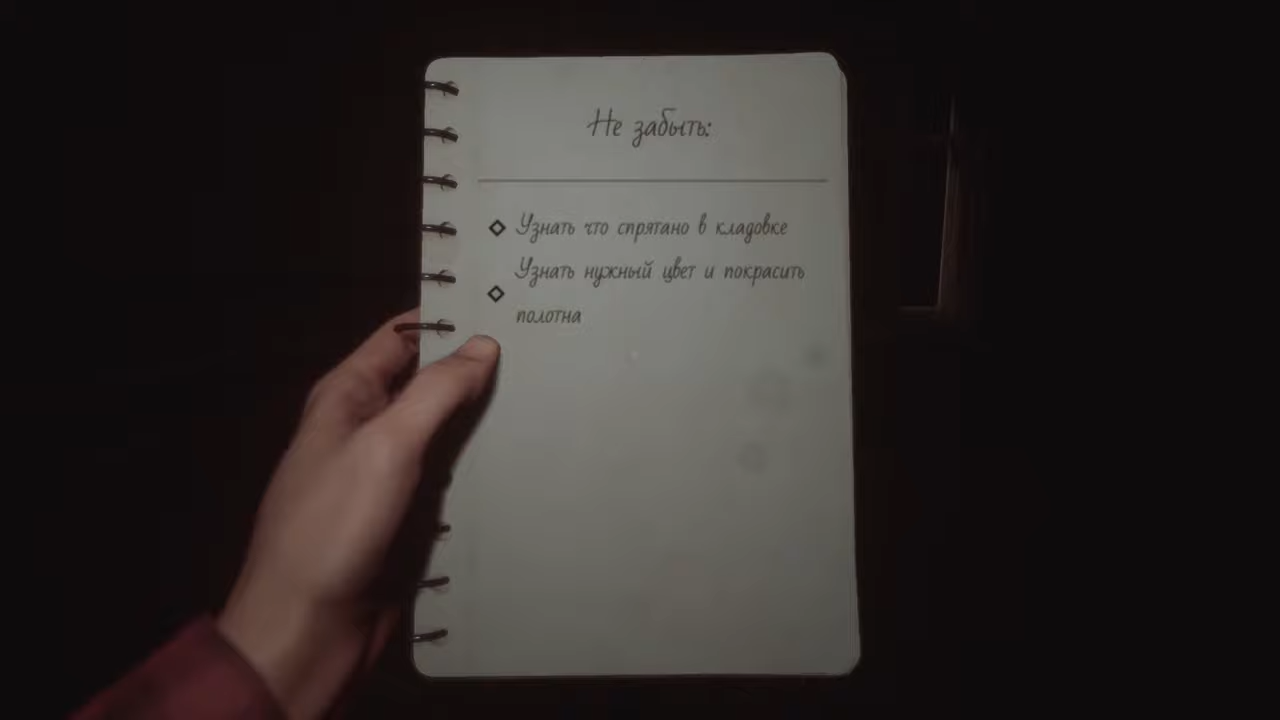 Не забыть:
Узнать что спрятано в кладовке
Узнать нужный цвет и покрасить
полотна